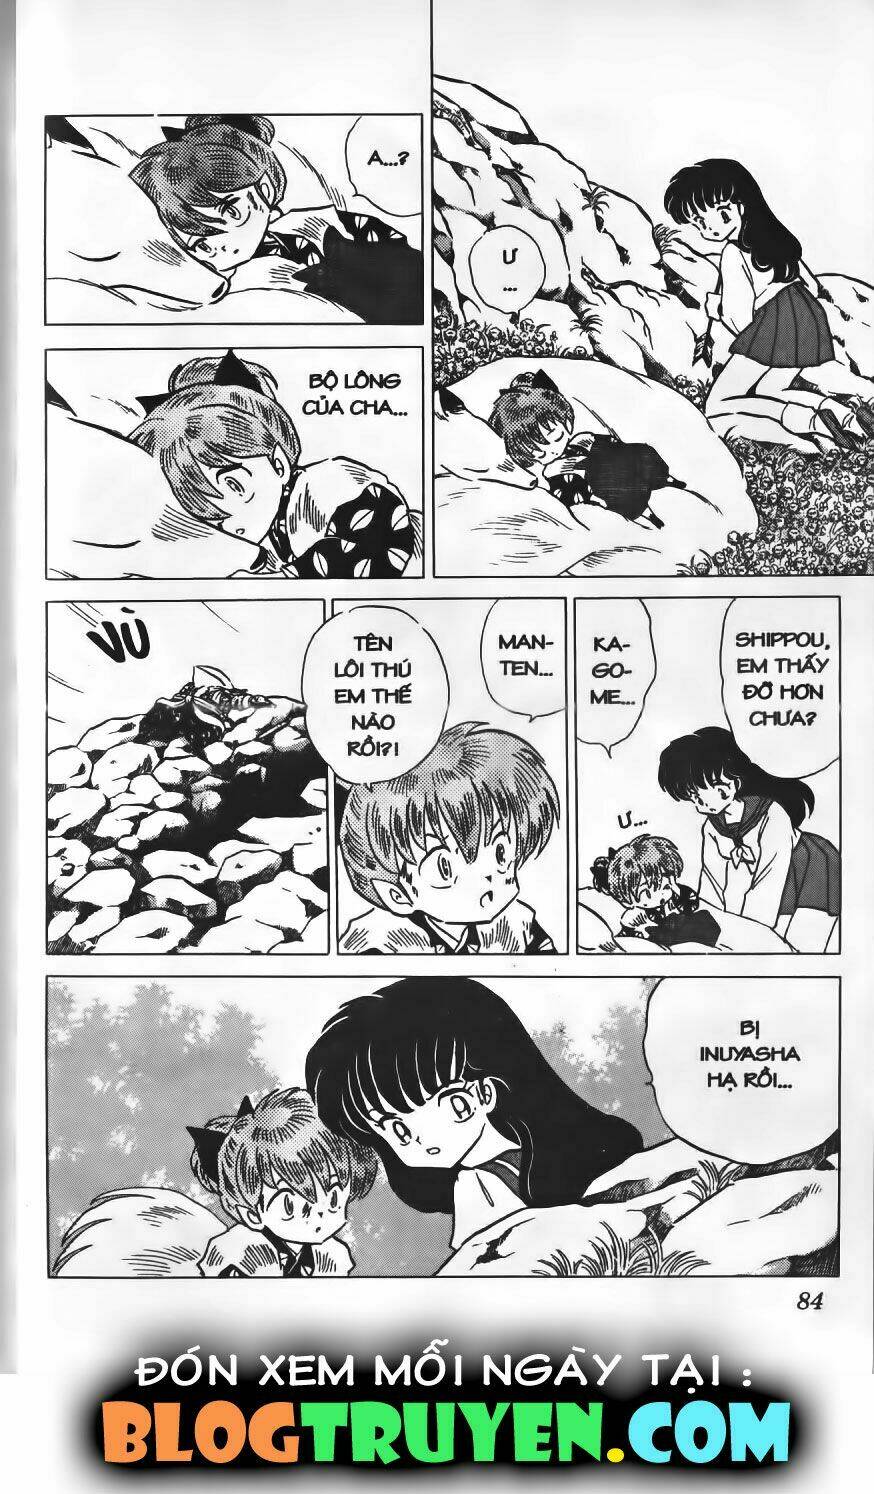 Ư
...
A...?
BỘ LÔNG
CỦA CHA...
SHIPPOU,
EM THẤY
ĐỠ HƠN
CHƯA?
Ư...
KA-
GO-
ME...
MAN-
TEN...
TÊN
LÔI THÚ
EM THẾ
NÀO
RỒI?!
VÙ
BỊ
INUYASHA
HẠ RỒI...
84
ĐÓN XEM MỖI NGÀY TẠI :
BLOGTRUYEN.COM